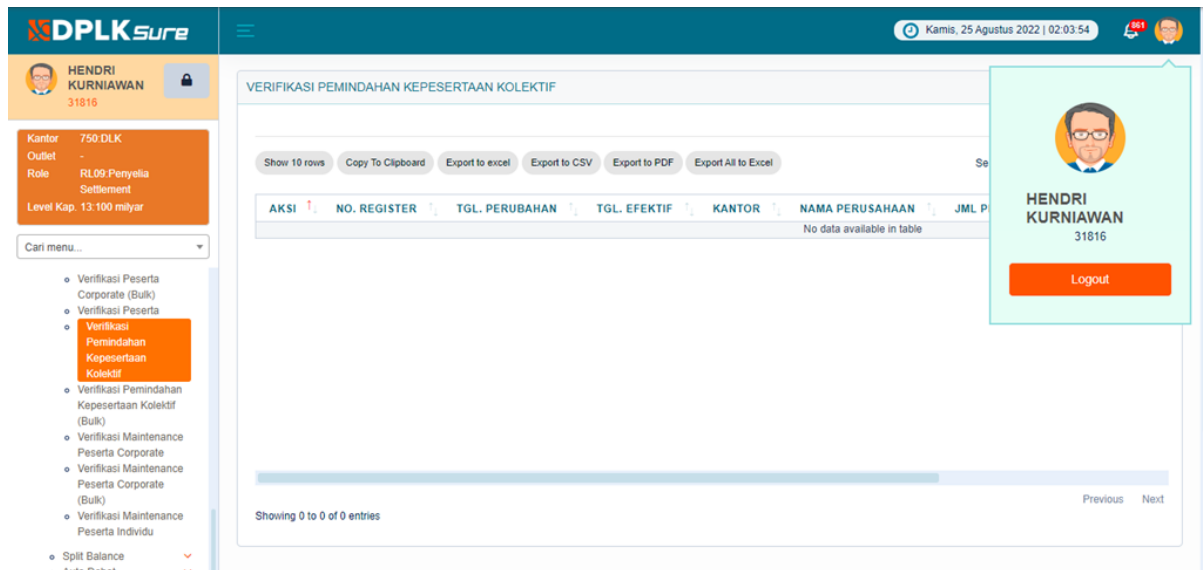 DPLKSure
Kamis, 25 Agustus 2022 | 02:03:54
861
HENDRI
KURNIAWAN
31816
Kantor 750:DLK
Outlet -
Role RL09:Penyelia
Settlement
Level Kap. 13:100 milyar
Cari menu...
Verifikasi Peserta
Corporate (Bulk)
Verifikasi Peserta
Verifikasi
Pemindahan
Kepesertaan
Kolektif
Verifikasi Pemindahan
Kepesertaan Kolektif
(Bulk)
Verifikasi Maintenance
Peserta Corporate
Verifikasi Maintenance
Peserta Corporate
(Bulk)
Verifikasi Maintenance
Peserta Individu
Split Balance
VERIFIKASI PEMINDAHAN KEPESERTAAN KOLEKTIF
Show 10 rows Copy To Clipboard Export to excel Export to CSV Export to PDF Export All to Excel Se
AKSI NO. REGISTER TGL. PERUBAHAN TGL. EFEKTIF KANTOR NAMA PERUSAHAAN JML P
No data available in table
Previous Next
Showing 0 to 0 of 0 entries
HENDRI
KURNIAWAN
31816
Logout